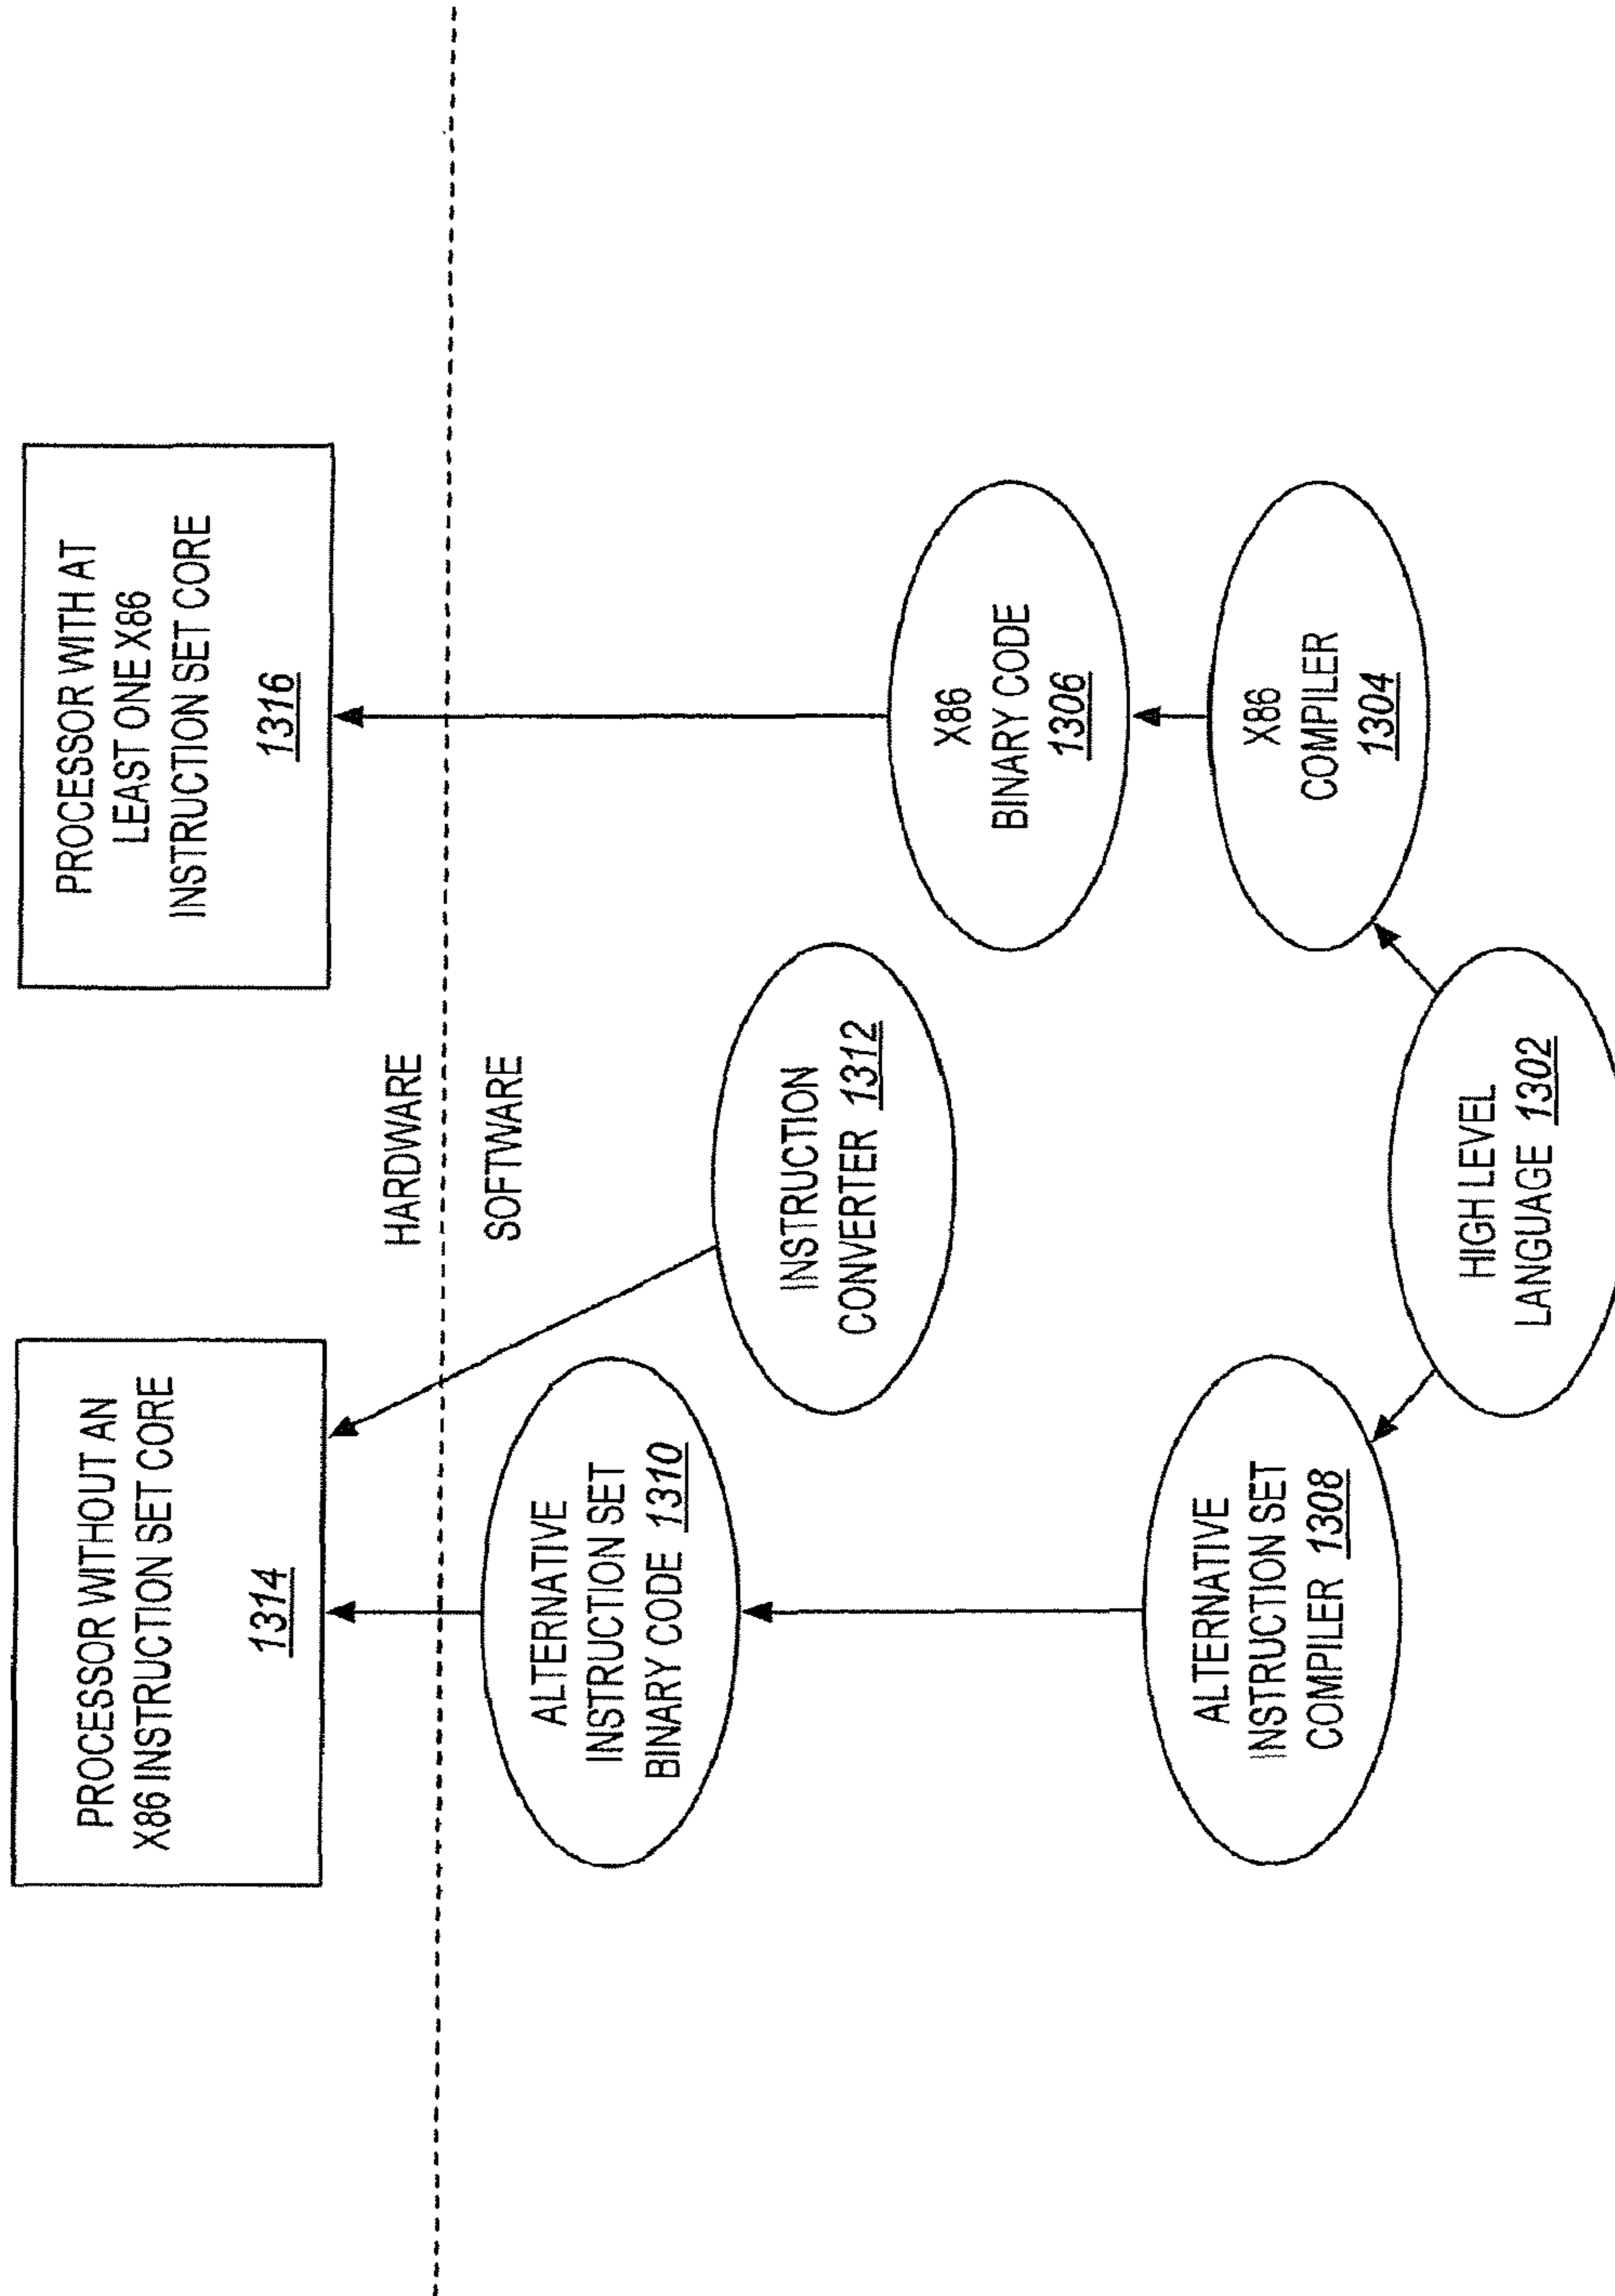 PROCESSOR WITHOUT AN
X86 INSTRUCTION SET CORE
1314
PROCESSOR WITH AT
LEAST ONE X86
INSTRUCTION SET CORE
1316
HARDWARE
SOFTWARE
ALTERNATIVE
INSTRUCTION SET
BINARY CODE 1310
INSTRUCTION
CONVERTER 1312
X86
BINARY CODE
1306
ALTERNATIVE
INSTRUCTION SET
COMPILER 1308
X86
COMPILER
1304
HIGH LEVEL
LANGUAGE 1302